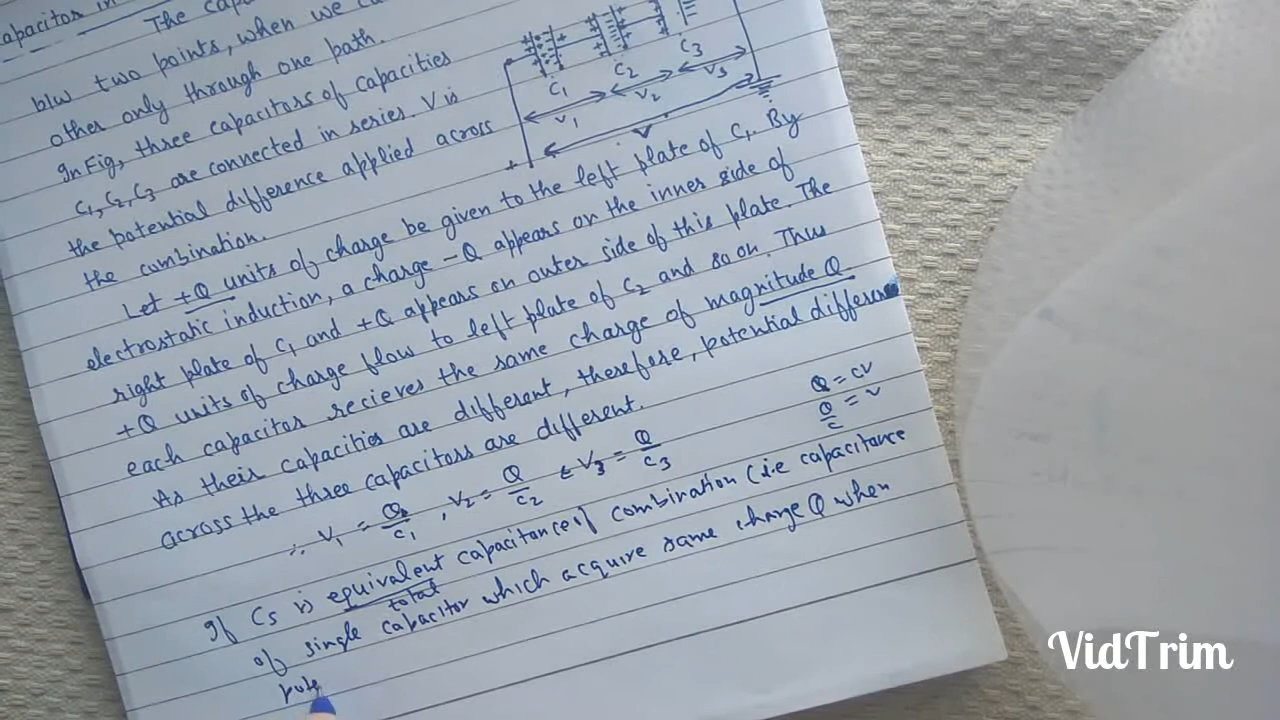 apacitor in
The capa
b/w two points, when we ca
other only through one path.
In Fig, three capacitors of capacities
C1, C2, C3 are connected in series. V is
the potential difference applied across
the combination.
C1 C2 C3
V1 V2 V3
V
+
Let +Q units of charge be given to the left plate of C1. By
electrostatic induction, a charge -Q appears on the inner side of
right plate of C1 and +Q appears on outer side of this plate. The
+Q units of charge flow to left plate of C2 and so on. Thus
each capacitor recieves the same charge of magnitude Q
As their capacities are different, therefore, potential differen
across the three capacitors are different.
Q = CV
Q/C = V
∴ V1 = Q/C1, V2 = Q/C2 & V3 = Q/C3
If Cs is equivalent capacitance of combination (i.e capacitance
total
of single capacitor which acquire same charge Q when
pote
VidTrim